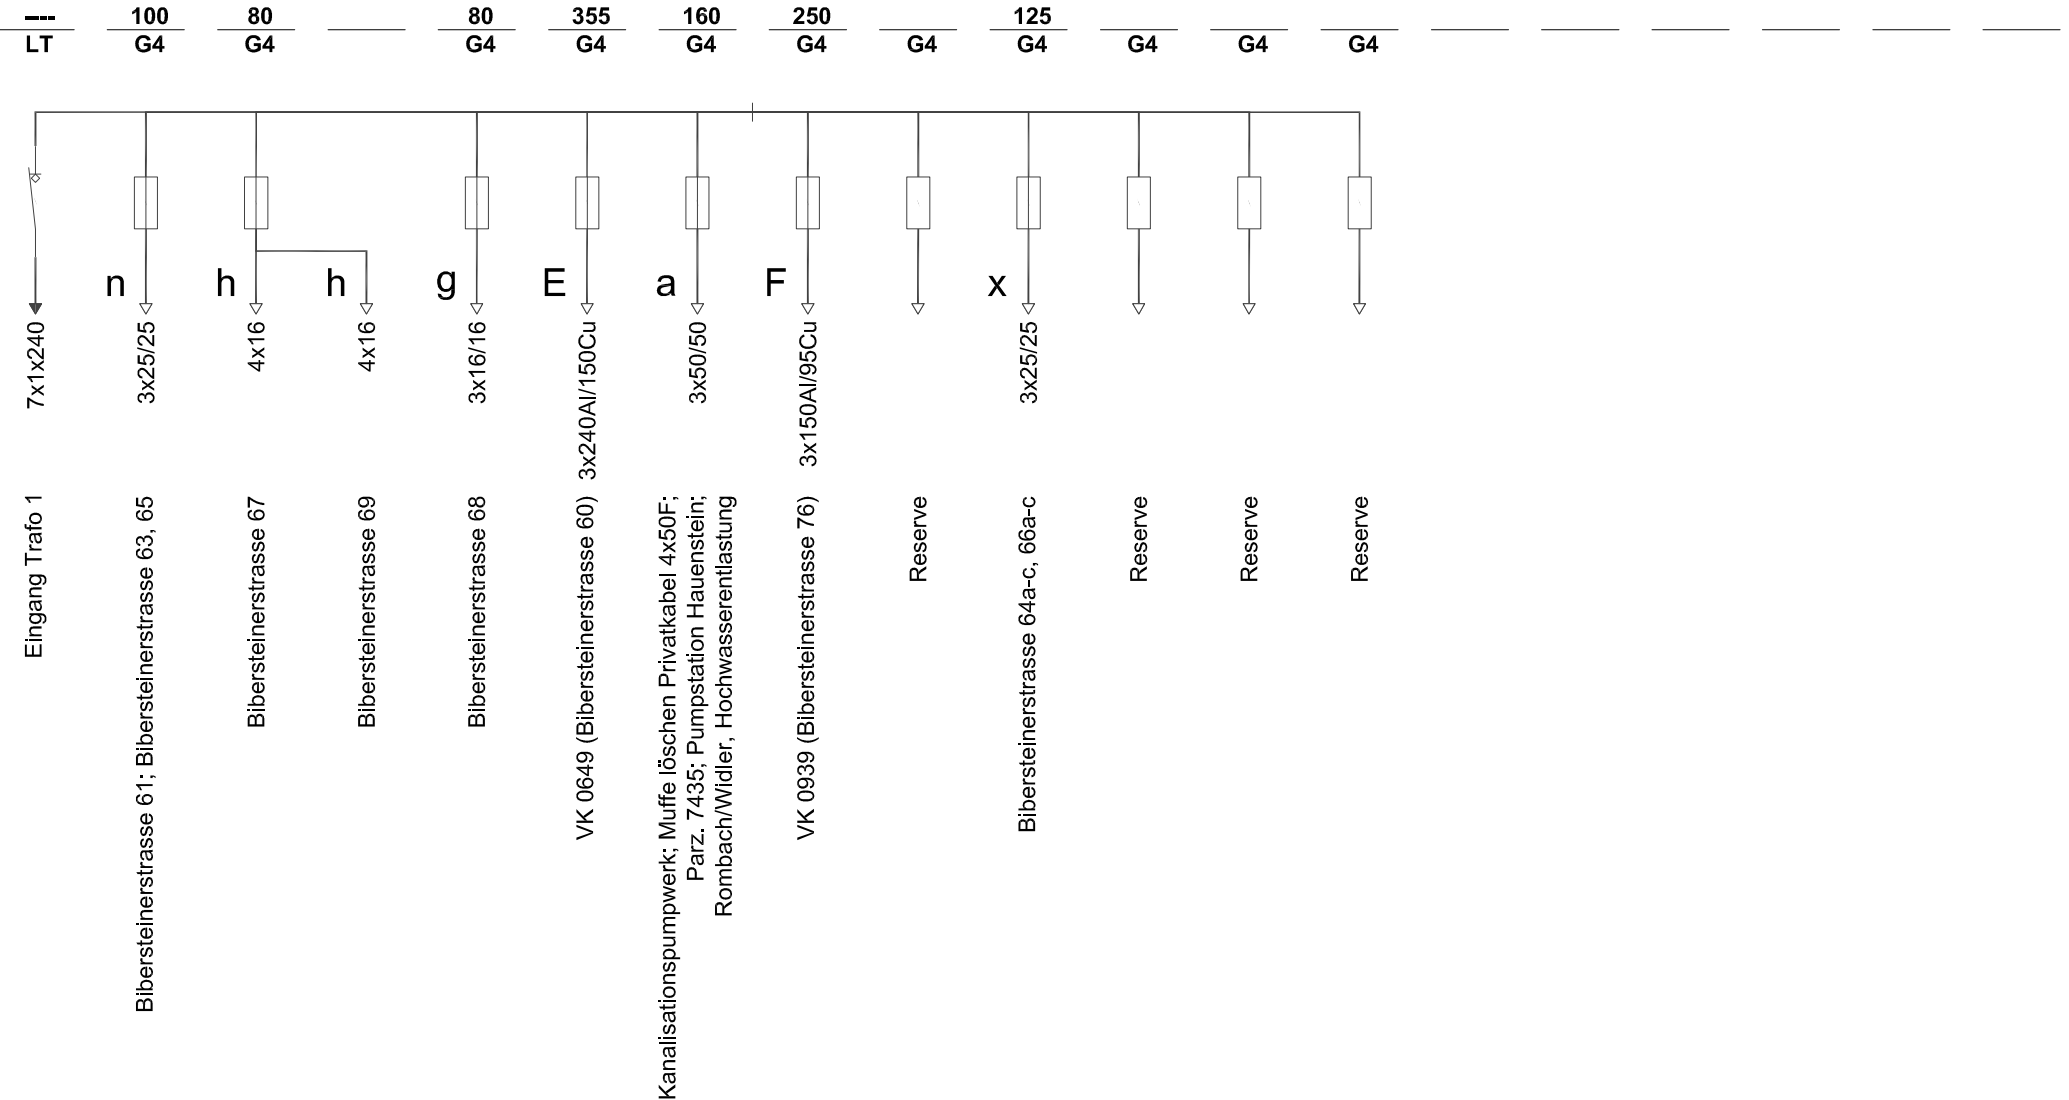 --- 100 80 80 355 160 250 125
LT G4 G4 G4 G4 G4 G4 G4 G4 G4 G4 G4
n h h g E a F x
7x1x240
3x25/25
4x16
4x16
3x16/16
3x240Al/150Cu
3x50/50
3x150Al/95Cu
3x25/25
Eingang Trafo 1
Bibersteinerstrasse 61; Bibersteinerstrasse 63, 65
Bibersteinerstrasse 67
Bibersteinerstrasse 69
Bibersteinerstrasse 68
VK 0649 (Bibersteinerstrasse 60)
Kanalisationspumpwerk; Muffe löschen Privatkabel 4x50F;
Parz. 7435; Pumpstation Hauenstein;
Rombach/Widler, Hochwasserentlastung
VK 0939 (Bibersteinerstrasse 76)
Reserve
Bibersteinerstrasse 64a-c, 66a-c
Reserve
Reserve
Reserve